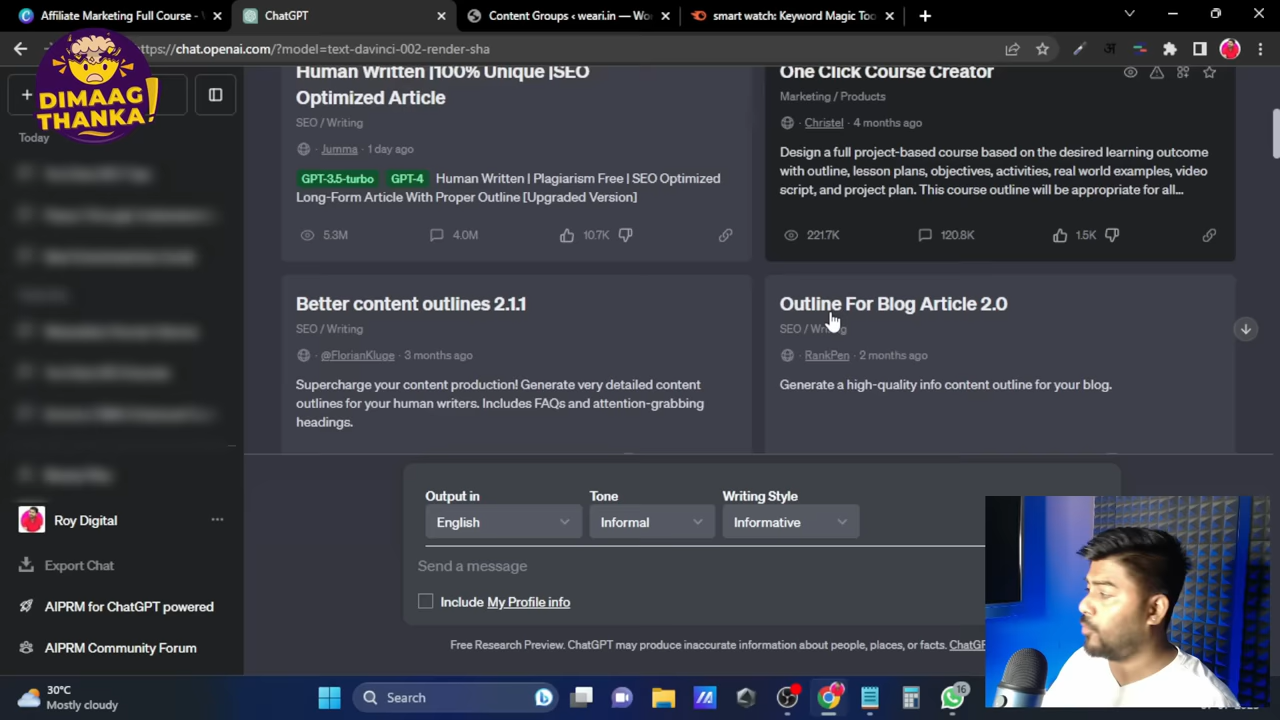 Affiliate Marketing Full Course -
ChatGPT
Content Groups ‹ weari.in — Wo
smart watch: Keyword Magic To
https://chat.openai.com/?model=text-davinci-002-render-sha
DIMAAG
THANKA!
Today
Human Written |100% Unique |SEO
Optimized Article
SEO / Writing
Jumma · 1 day ago
GPT-3.5-turbo GPT-4 Human Written | Plagiarism Free | SEO Optimized
Long-Form Article With Proper Outline [Upgraded Version]
5.3M 4.0M 10.7K
One Click Course Creator
Marketing / Products
Christel · 4 months ago
Design a full project-based course based on the desired learning outcome
with outline, lesson plans, objectives, activities, real world examples, video
script, and project plan. This course outline will be appropriate for all...
221.7K 120.8K 1.5K
Better content outlines 2.1.1
SEO / Writing
@FlorianKluge · 3 months ago
Supercharge your content production! Generate very detailed content
outlines for your human writers. Includes FAQs and attention-grabbing
headings.
Outline For Blog Article 2.0
SEO / Writing
RankPen · 2 months ago
Generate a high-quality info content outline for your blog.
Roy Digital
Export Chat
AIPRM for ChatGPT powered
AIPRM Community Forum
Output in Tone Writing Style
English Informal Informative
Send a message
Include My Profile info
Free Research Preview. ChatGPT may produce inaccurate information about people, places, or facts. ChatG
30°C
Mostly cloudy
Search
16